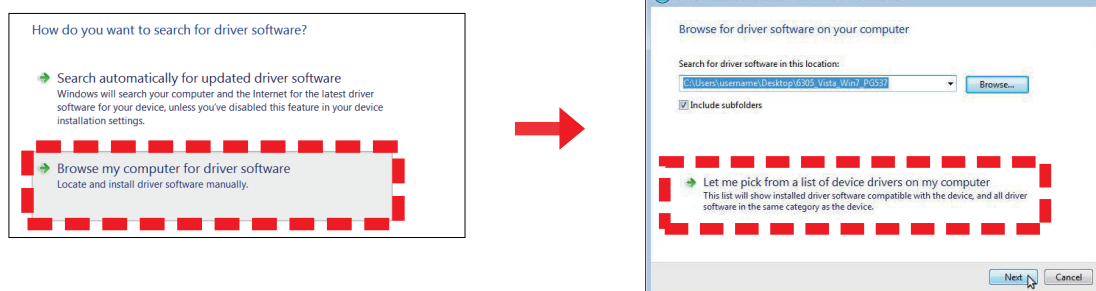 How do you want to search for driver software?
Search automatically for updated driver software
Windows will search your computer and the Internet for the latest driver
software for your device, unless you've disabled this feature in your device
installation settings.
Browse my computer for driver software
Locate and install driver software manually.
Browse for driver software on your computer
Search for driver software in this location:
C:\Users\username\Desktop\6305_Vista_Win7_PG537
Browse...
Include subfolders
Let me pick from a list of device drivers on my computer
This list will show installed driver software compatible with the device, and all driver
software in the same category as the device.
Next
Cancel